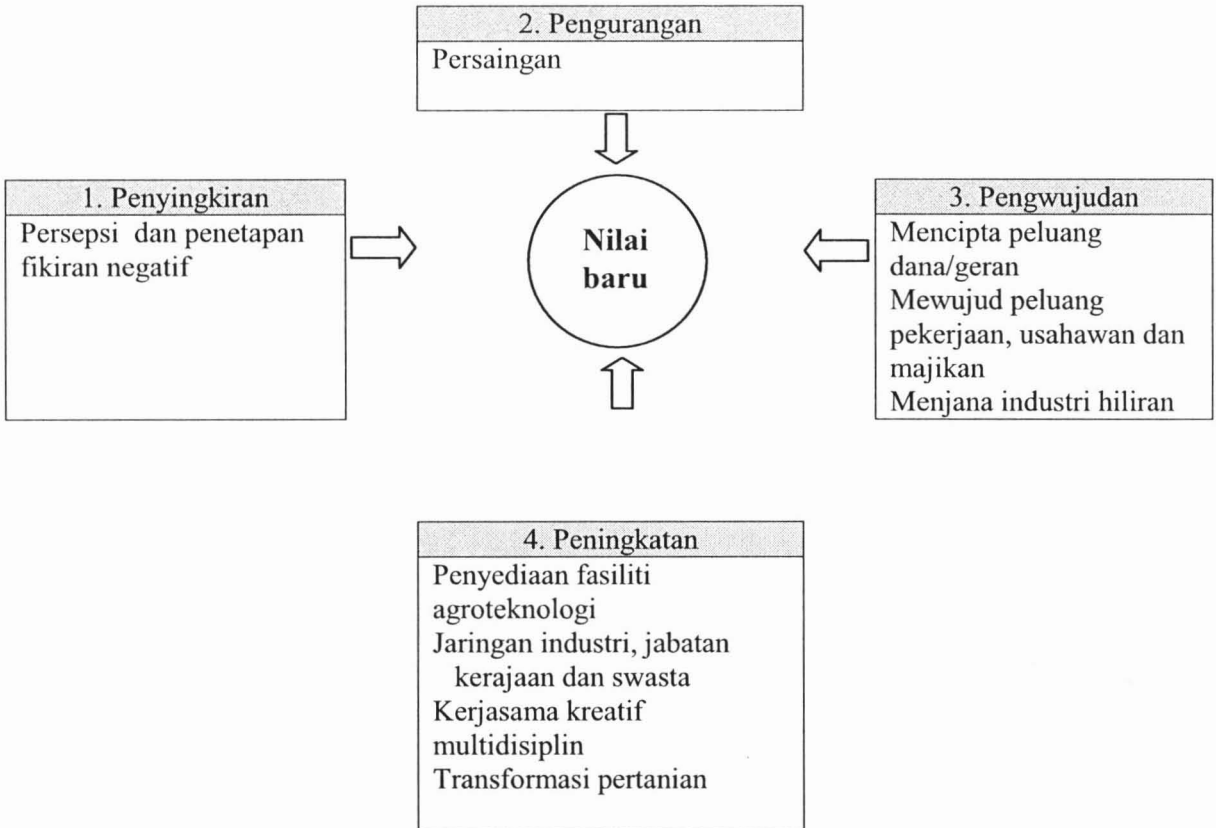 2. Pengurangan
Persaingan
1. Penyingkiran
Persepsi dan penetapan
fikiran negatif
Nilai
baru
3. Pengwujudan
Mencipta peluang
dana/geran
Mewujud peluang
pekerjaan, usahawan dan
majikan
Menjana industri hiliran
4. Peningkatan
Penyediaan fasiliti
agroteknologi
Jaringan industri, jabatan
kerajaan dan swasta
Kerjasama kreatif
multidisiplin
Transformasi pertanian